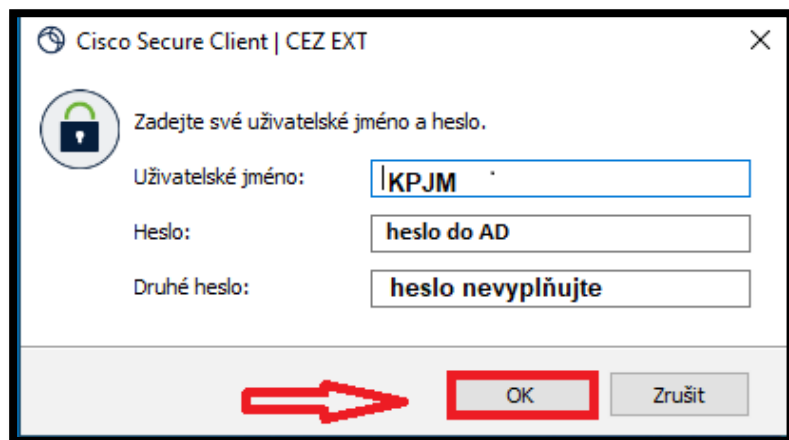 Cisco Secure Client | CEZ EXT
Zadejte své uživatelské jméno a heslo.
Uživatelské jméno: KPJM
Heslo: heslo do AD
Druhé heslo: heslo nevyplňujte
OK Zrušit